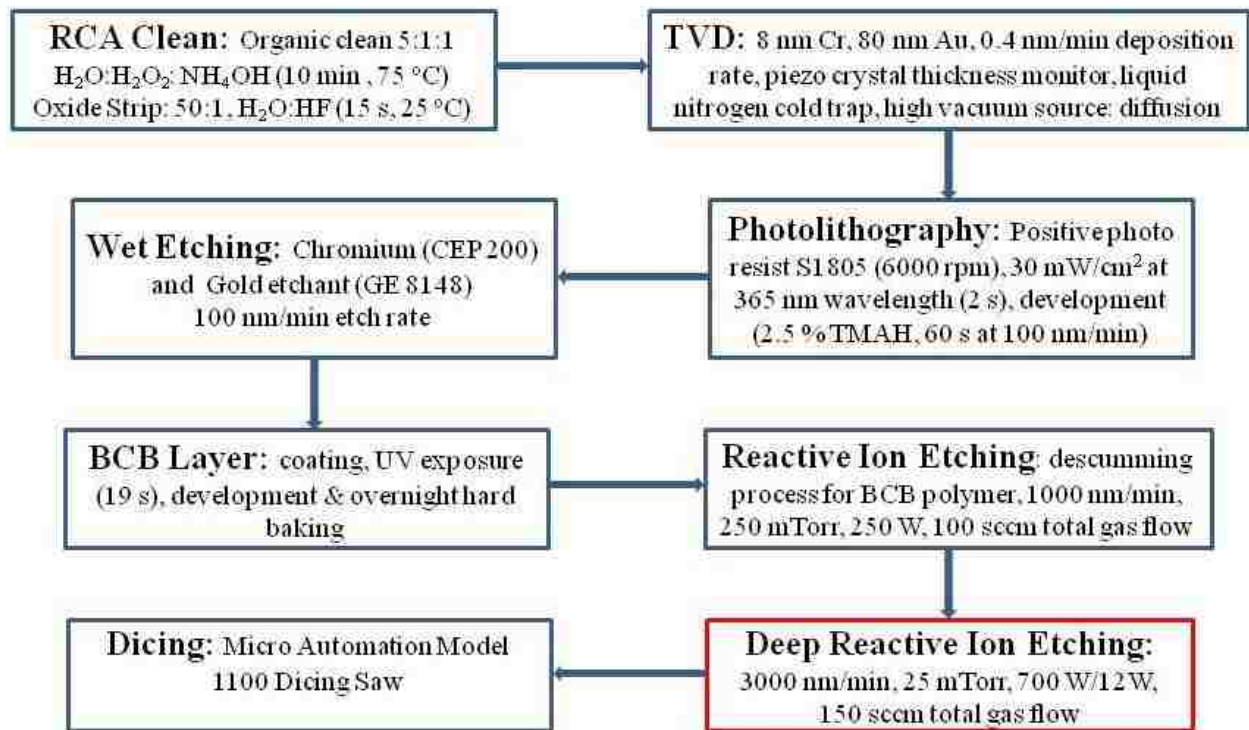 RCA Clean: Organic clean 5:1:1
H₂O:H₂O₂: NH₄OH (10 min , 75 °C)
Oxide Strip: 50:1, H₂O:HF (15 s, 25 °C)
TVD: 8 nm Cr, 80 nm Au, 0.4 nm/min deposition
rate, piezo crystal thickness monitor, liquid
nitrogen cold trap, high vacuum source: diffusion
Photolithography: Positive photo
resist S1805 (6000 rpm), 30 mW/cm² at
365 nm wavelength (2 s), development
(2.5 % TMAH, 60 s at 100 nm/min)
Wet Etching: Chromium (CEP 200)
and Gold etchant (GE 8148)
100 nm/min etch rate
BCB Layer: coating, UV exposure
(19 s), development & overnight hard
baking
Reactive Ion Etching: descumming
process for BCB polymer, 1000 nm/min,
250 mTorr, 250 W, 100 sccm total gas flow
Deep Reactive Ion Etching:
3000 nm/min, 25 mTorr, 700 W/12 W,
150 sccm total gas flow
Dicing: Micro Automation Model
1100 Dicing Saw